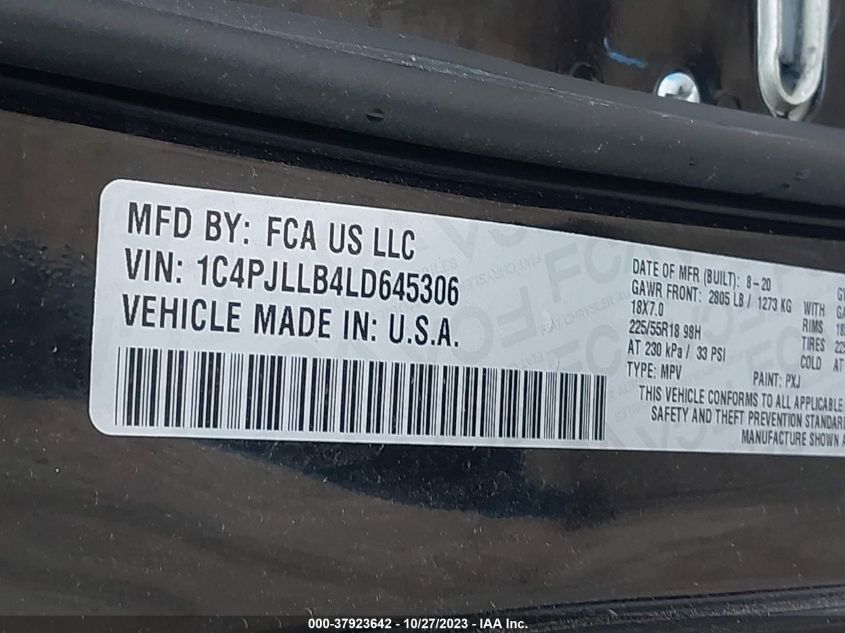 MFD BY: FCA US LLC
VIN: 1C4PJLLB4LD645306
VEHICLE MADE IN: U.S.A.
DATE OF MFR (BUILT): 8-20
GAWR FRONT: 2805 LB / 1273 KG WITH
18X7.0 RIMS
225/55R18 98H TIRES
AT 230 kPa / 33 PSI COLD AT
TYPE: MPV PAINT: PXJ
THIS VEHICLE CONFORMS TO ALL APPLICABLE
SAFETY AND THEFT PREVENTION STANDARD
MANUFACTURE SHOWN A
000-37923642 - 10/27/2023 - IAA Inc.